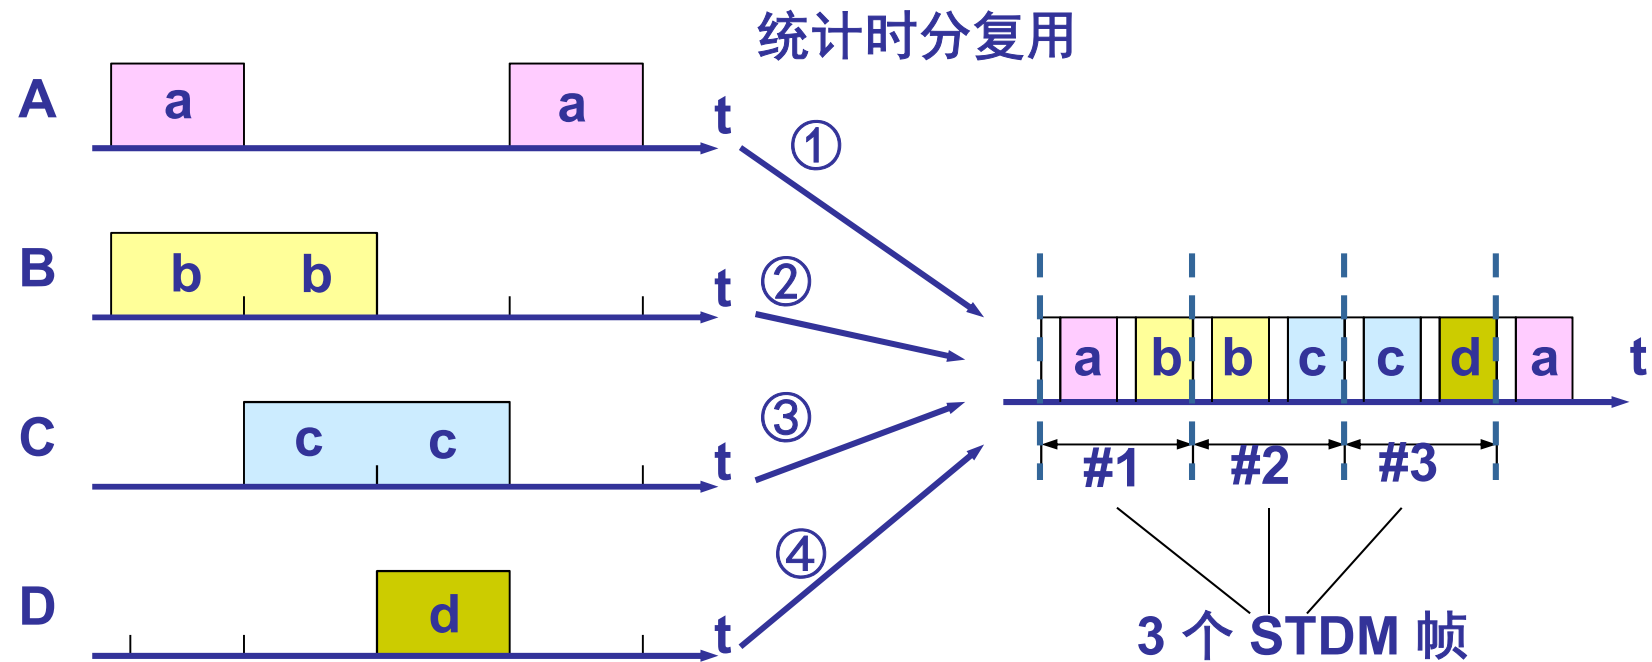 统计时分复用
A a a t
①
B b b t
②
a b b c c d a t
C c c t
③
#1 #2 #3
D d t
④
3 个 STDM 帧